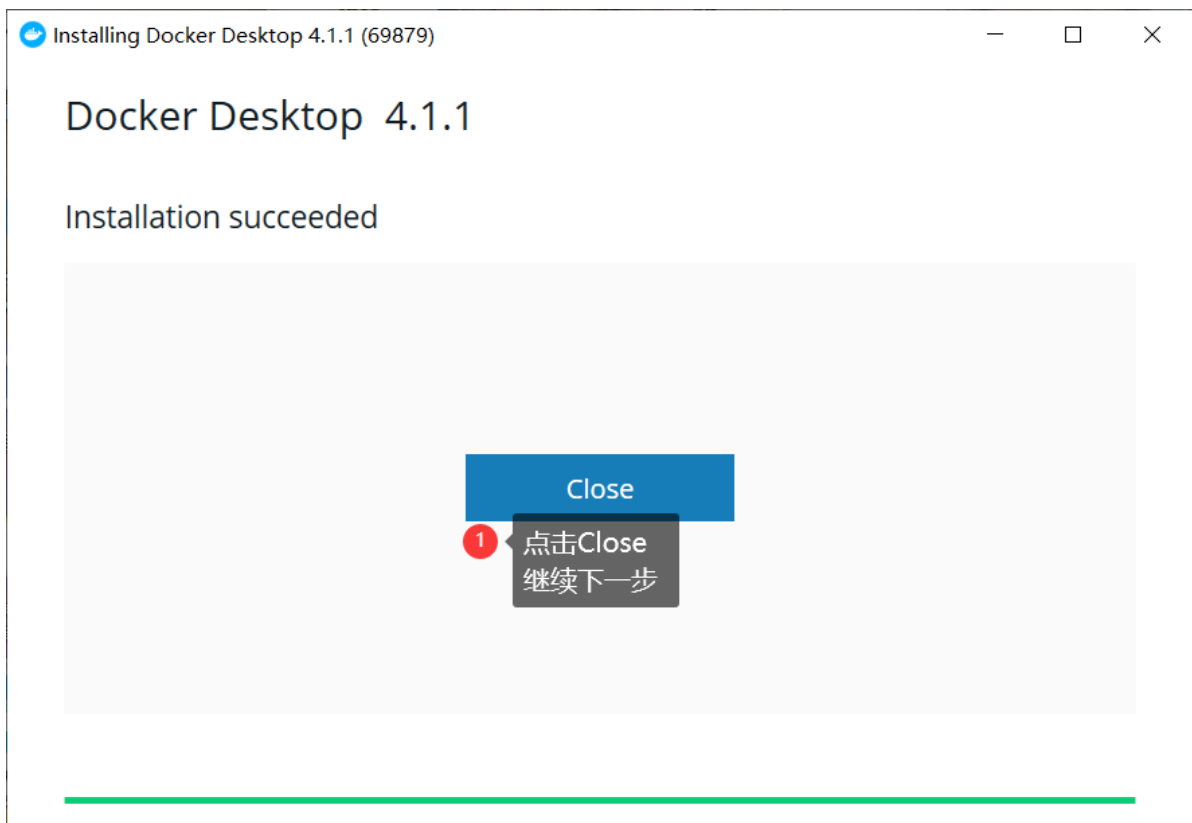 Installing Docker Desktop 4.1.1 (69879)
Docker Desktop 4.1.1
Installation succeeded
Close
1
点击Close
继续下一步